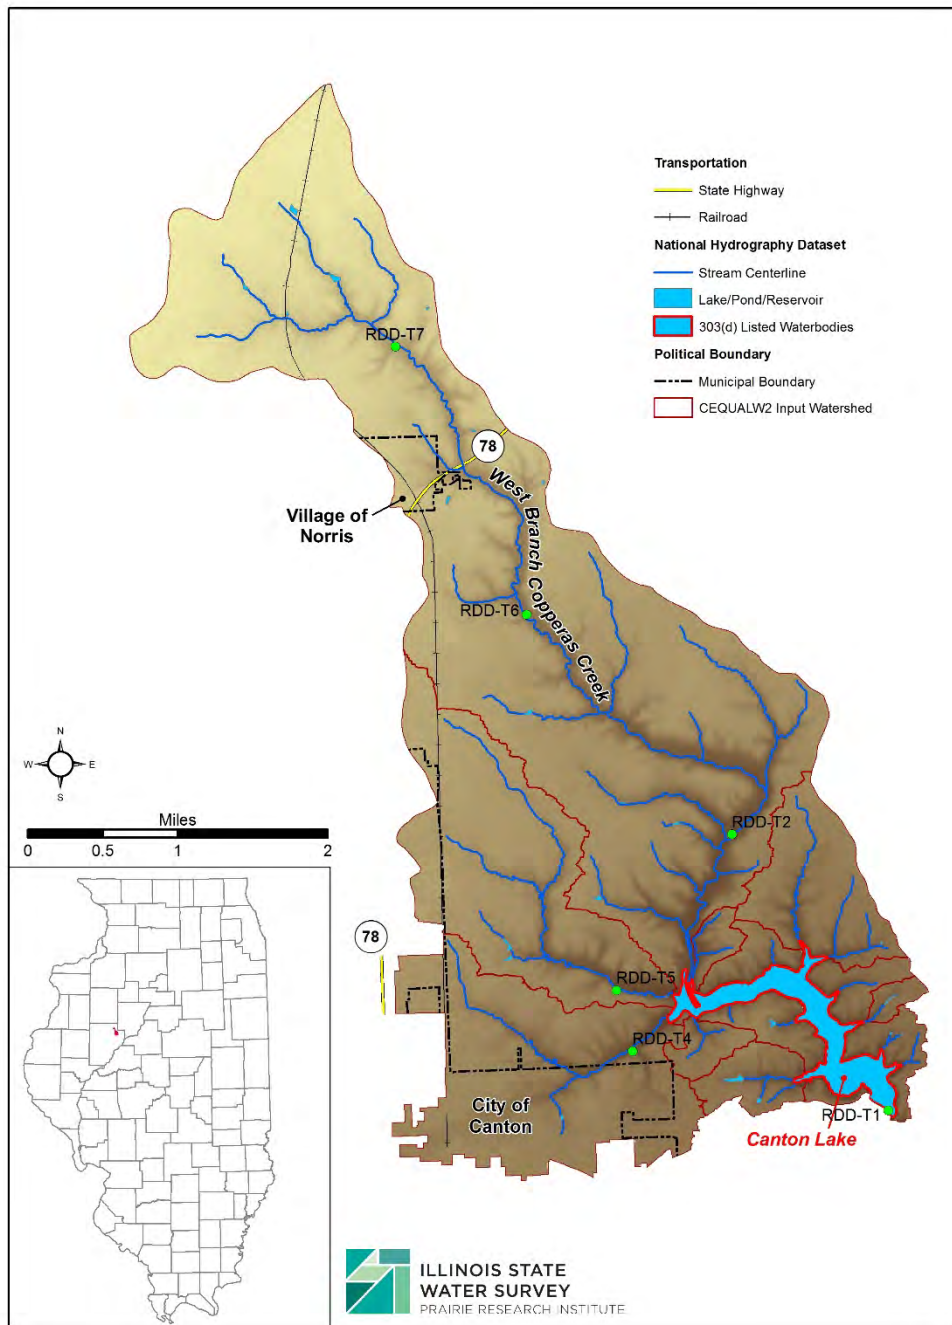 Transportation
State Highway
Railroad
National Hydrography Dataset
Stream Centerline
Lake/Pond/Reservoir
303(d) Listed Waterbodies
Political Boundary
Municipal Boundary
CEQUALW2 Input Watershed
RDD-T7
78
Village of
Norris
West Branch Copperas Creek
RDD-T6
N
W
E
S
Miles
0
0.5
1
2
RDD-T2
78
RDD-T5
RDD-T4
City of
Canton
RDD-T1
Canton Lake
ILLINOIS STATE
WATER SURVEY
PRAIRIE RESEARCH INSTITUTE